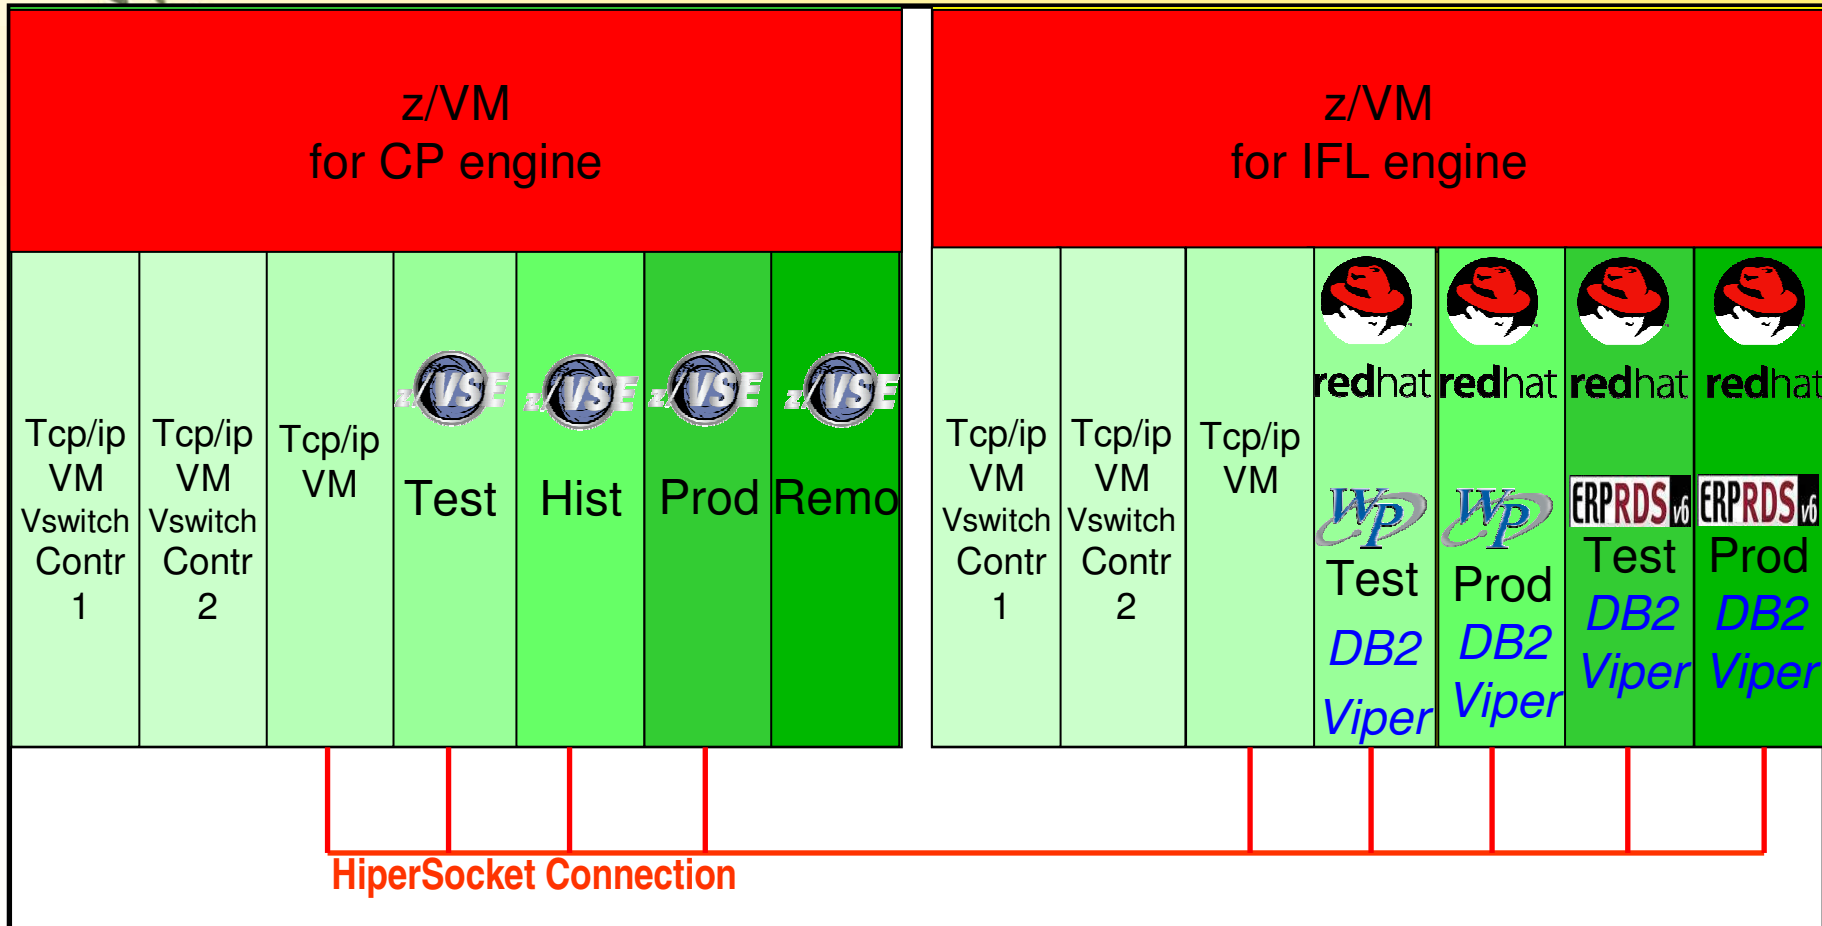 z/VM
for CP engine
z/VM
for IFL engine
Tcp/ip
VM
Vswitch
Contr
1
Tcp/ip
VM
Vswitch
Contr
2
Tcp/ip
VM
z/VSE
Test
z/VSE
Hist
z/VSE
Prod
z/VSE
Remo
Tcp/ip
VM
Vswitch
Contr
1
Tcp/ip
VM
Vswitch
Contr
2
Tcp/ip
VM
redhat
WP
Test
DB2
Viper
redhat
WP
Prod
DB2
Viper
redhat
ERPRDS v6
Test
DB2
Viper
redhat
ERPRDS v6
Prod
DB2
Viper
HiperSocket Connection